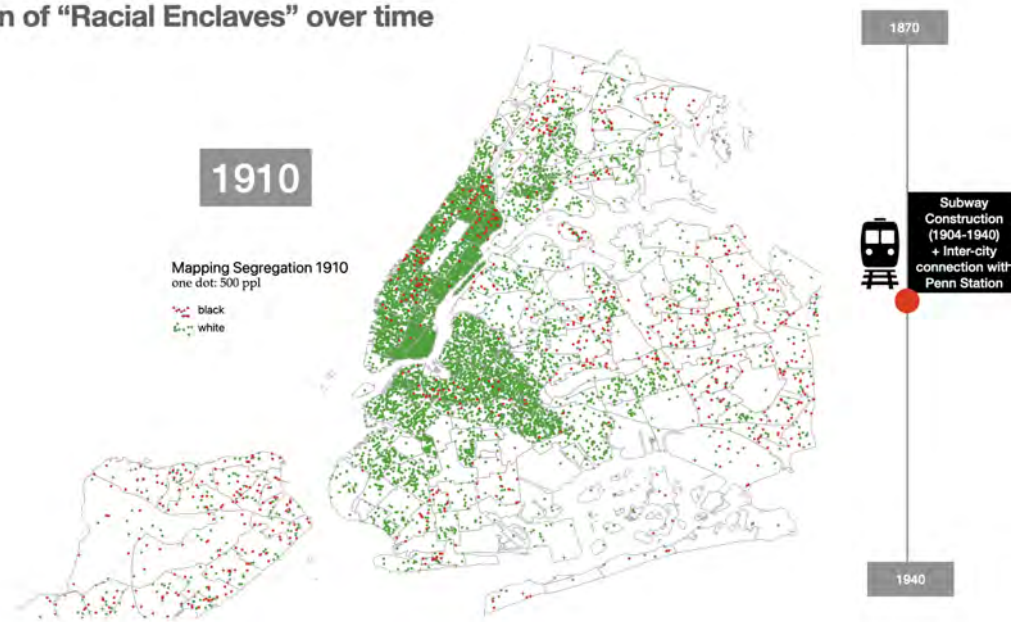 n of “Racial Enclaves” over time
1870
1910
Mapping Segregation 1910
one dot: 500 ppl
black
white
Subway
Construction
(1904-1940)
+ Inter-city
connection with
Penn Station
1940